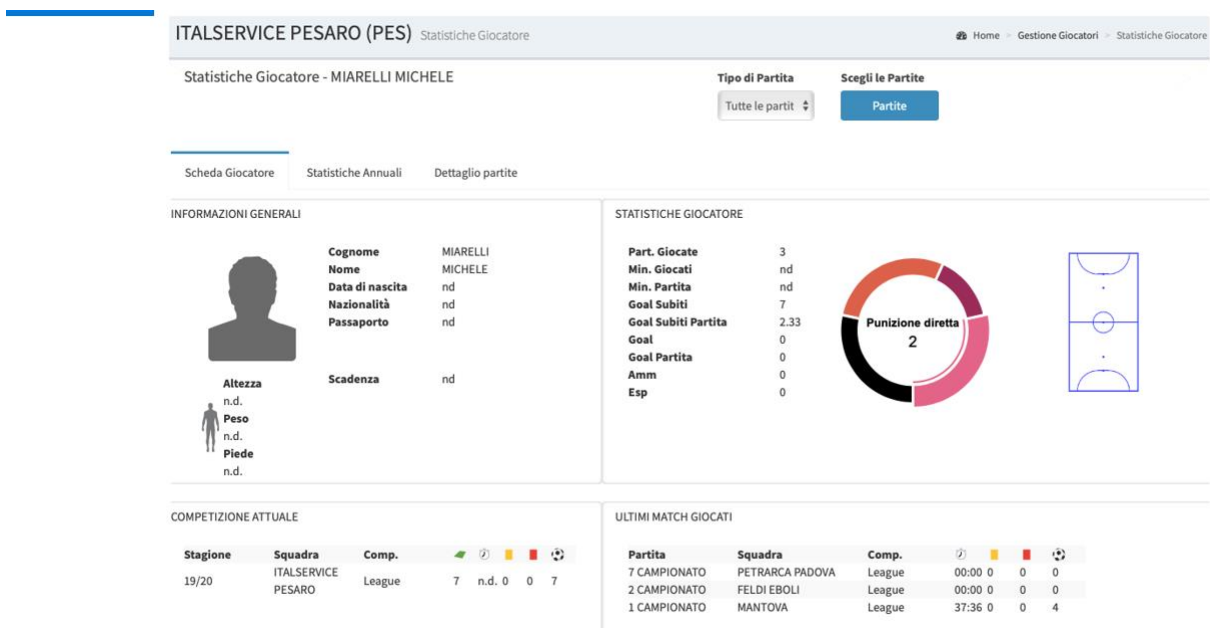 ITALSERVICE PESARO (PES) Statistiche Giocatore
Home > Gestione Giocatori > Statistiche Giocatore
Statistiche Giocatore - MIARELLI MICHELE
Tipo di Partita
Scegli le Partite
Tutte le partit
Partite
Scheda Giocatore
Statistiche Annuali
Dettaglio partite
INFORMAZIONI GENERALI
Cognome MIARELLI
Nome MICHELE
Data di nascita nd
Nazionalità nd
Passaporto nd
Scadenza nd
Altezza
n.d.
Peso
n.d.
Piede
n.d.
STATISTICHE GIOCATORE
Part. Giocate 3
Min. Giocati nd
Min. Partita nd
Goal Subiti 7
Goal Subiti Partita 2.33
Goal 0
Goal Partita 0
Amm 0
Esp 0
Punizione diretta
2
COMPETIZIONE ATTUALE
Stagione Squadra Comp.
19/20 ITALSERVICE PESARO League 7 n.d. 0 0 7
ULTIMI MATCH GIOCATI
Partita Squadra Comp.
7 CAMPIONATO PETRARCA PADOVA League 00:00 0 0 0
2 CAMPIONATO FELDI EBOLI League 00:00 0 0 0
1 CAMPIONATO MANTOVA League 37:36 0 0 4